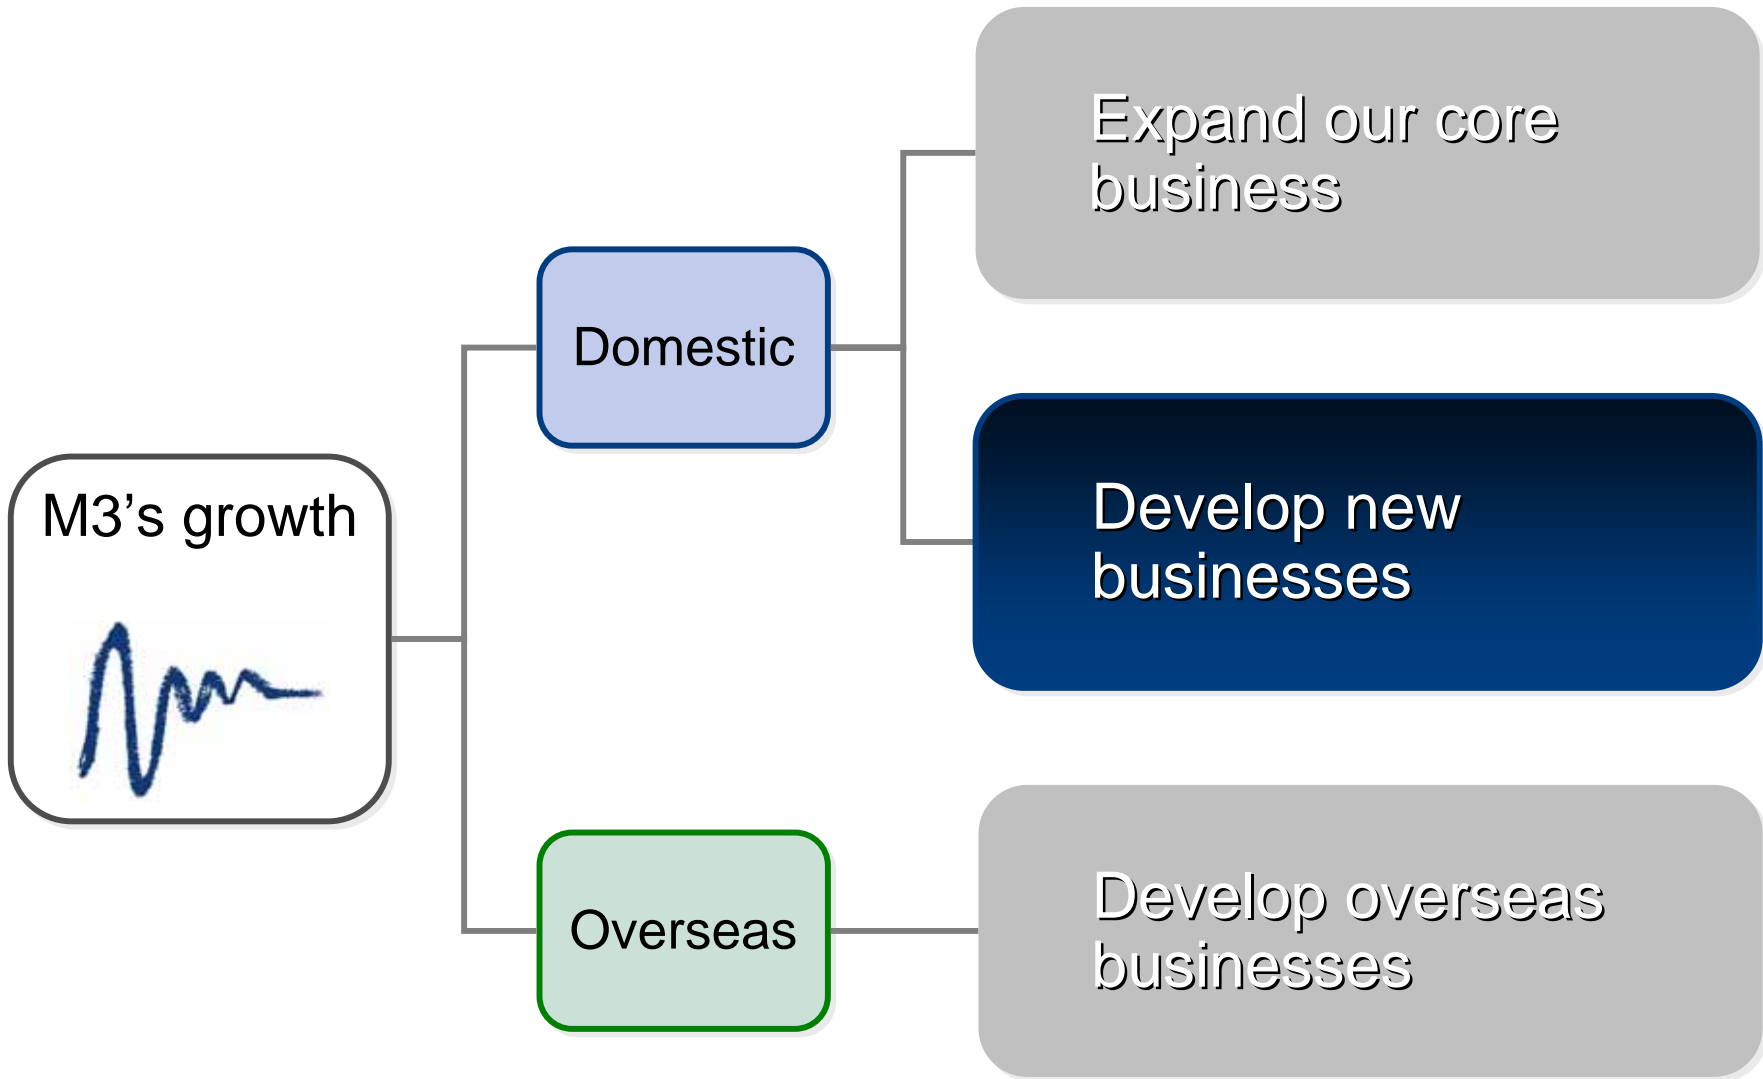 M3’s growth
Domestic
Expand our core
business
Develop new
businesses
Overseas
Develop overseas
businesses